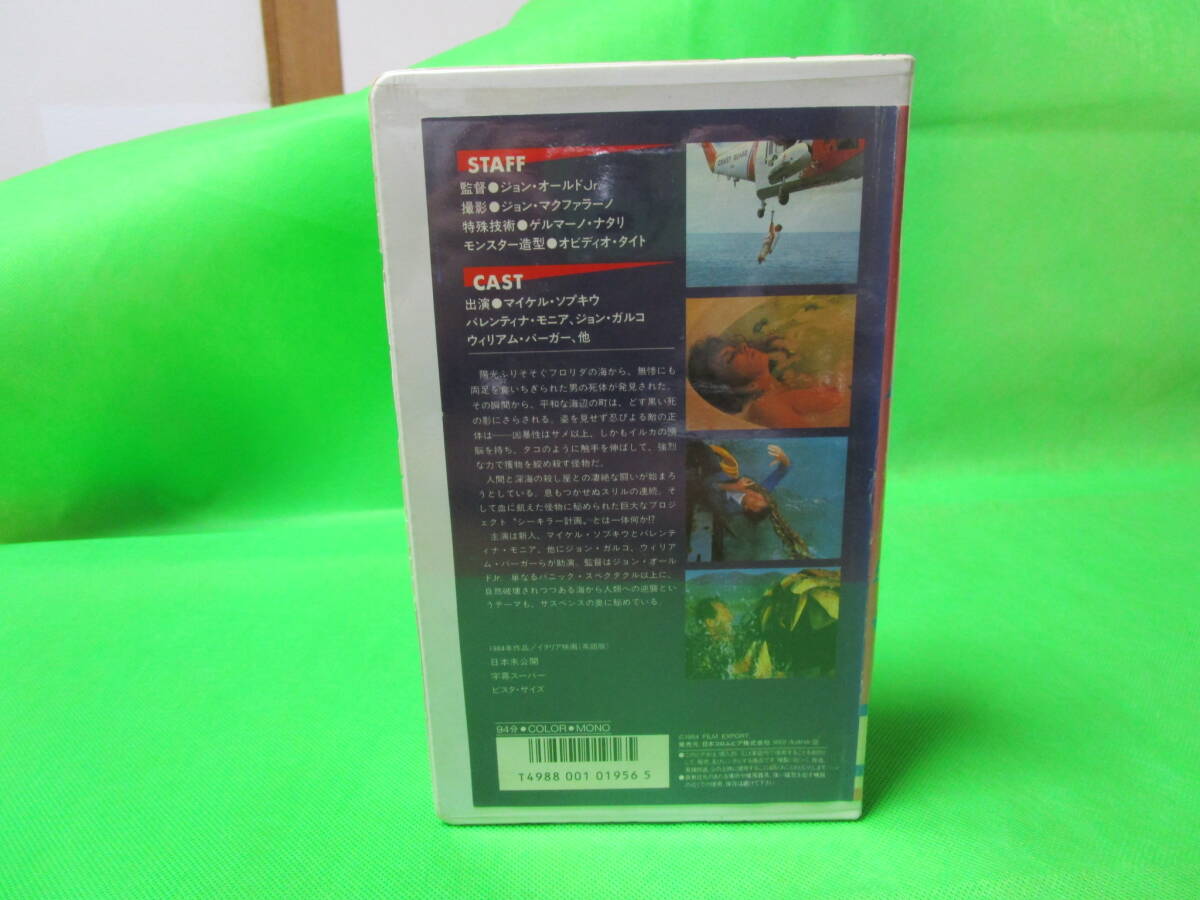 STAFF
監督●ジョン・オールドJr.
撮影●ジョン・マクファラーノ
特殊技術●ゲルマーノ・ナタリ
モンスター造型●オビディオ・タイト
CAST
出演●マイケル・ソプキウ
バレンティナ・モニア、ジョン・ガルコ
ウィリアム・バーガー、他
陽光ふりそそぐフロリダの海から、無惨にも
両足を食いちぎられた男の死体が発見された。
その瞬間から、平和な海辺の町は、どす黒い死
の影にさらされる。姿を見せず忍びよる敵の正
体は──凶暴性はサメ以上、しかもイルカの頭
脳を持ち、タコのように触手を伸ばして、強烈
な力で獲物を絞め殺す怪物だ。
人間と深海の殺し屋との凄絶な闘いが始まろ
うとしている。息もつかせぬスリルの連続。そ
して血に飢えた怪物に秘められた巨大なプロジ
ェクト〝シーキラー計画〟とは一体何か!?
主演は新人、マイケル・ソプキウとバレンテ
ィナ・モニア、他にジョン・ガルコ、ウィリア
ム・バーガーらが助演。監督はジョン・オール
ドJr. 単なるパニック・スペクタクル以上に、
自然破壊されつつある海から人類への逆襲とい
うテーマも、サスペンスの奥に秘めている。
1984年作品/イタリア映画(英語版)
日本未公開
字幕スーパー
ビスタ・サイズ
94分●COLOR●MONO
T4988 001 01956 5
©1984 FILM EXPORT
発売元 日本コロムビア株式会社
COAST GUARD